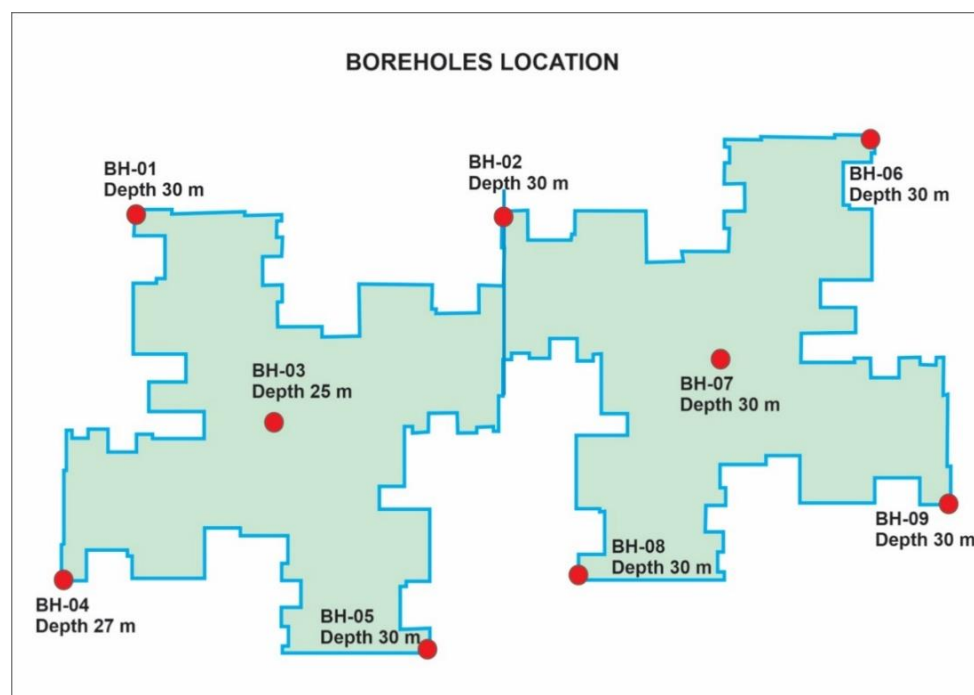 BOREHOLES LOCATION
BH-01
Depth 30 m
BH-02
Depth 30 m
BH-06
Depth 30 m
BH-03
Depth 25 m
BH-07
Depth 30 m
BH-04
Depth 27 m
BH-05
Depth 30 m
BH-08
Depth 30 m
BH-09
Depth 30 m